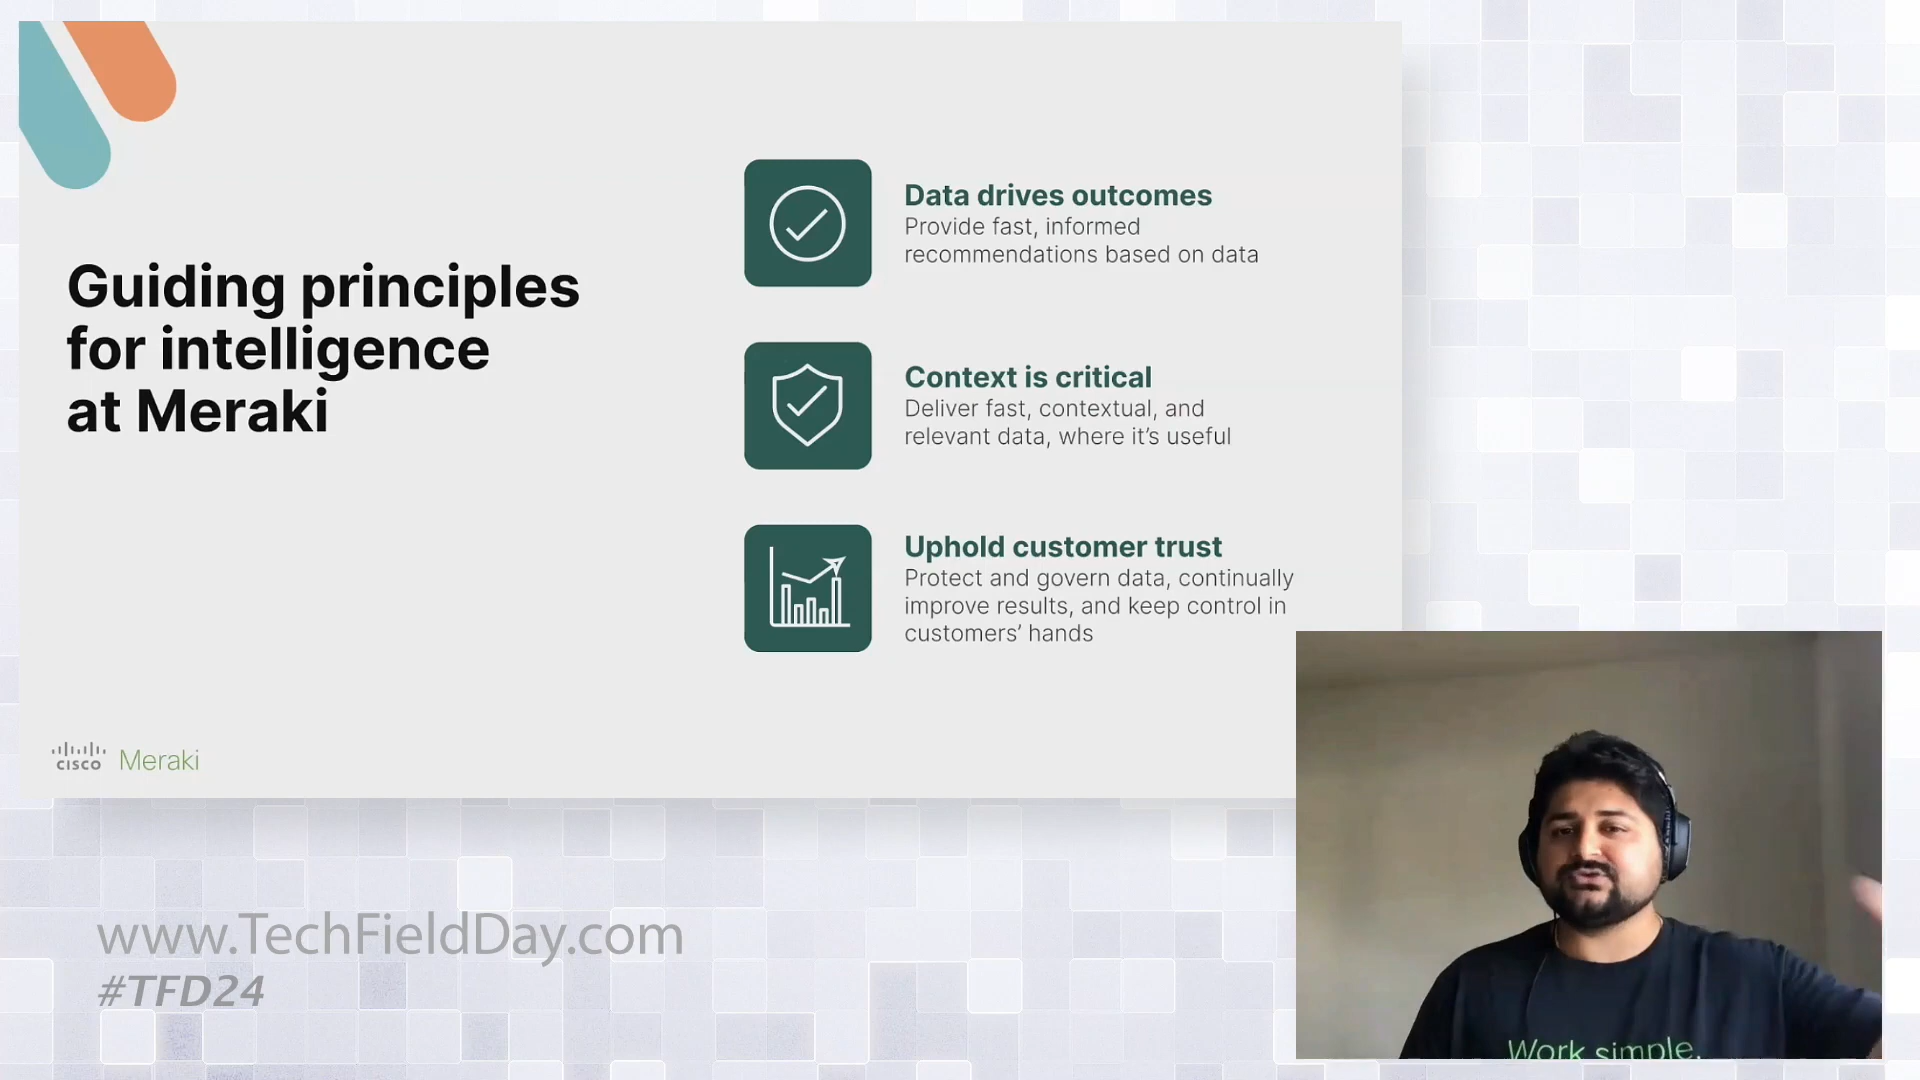 Guiding principles
for intelligence
at Meraki
Data drives outcomes
Provide fast, informed
recommendations based on data
Context is critical
Deliver fast, contextual, and
relevant data, where it’s useful
Uphold customer trust
Protect and govern data, continually
improve results, and keep control in
customers’ hands
CISCO Meraki
www.TechFieldDay.com
#TFD24
Work simple.